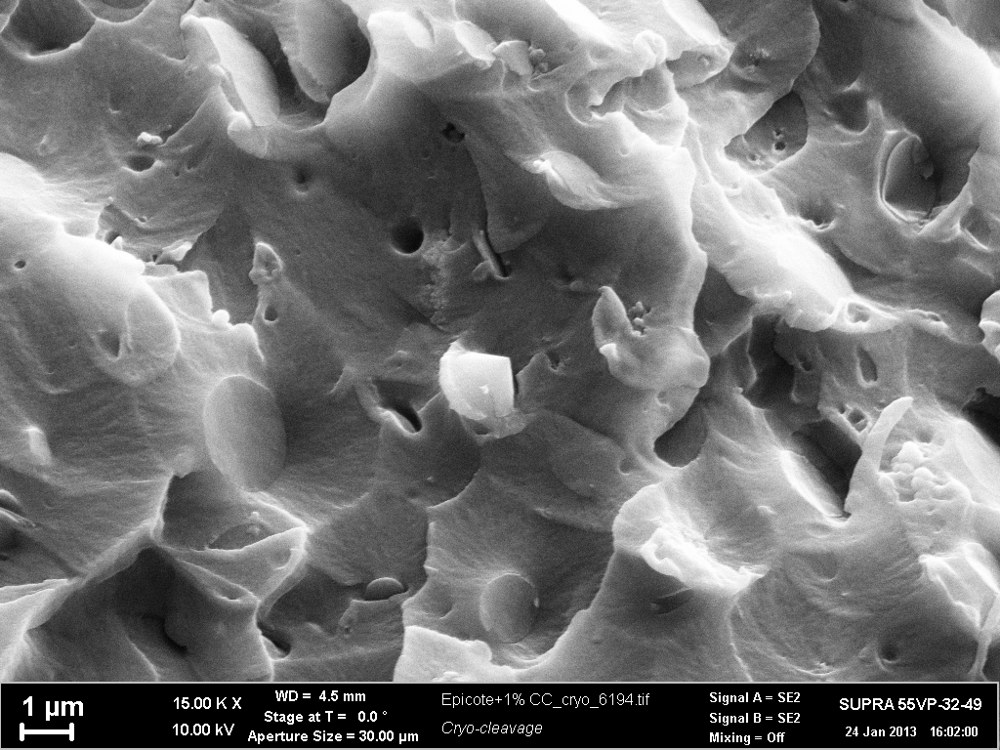 1 µm
15.00 K X
10.00 kV
WD = 4.5 mm
Stage at T = 0.0 °
Aperture Size = 30.00 µm
Epicote+1% CC_cryo_6194.tif
Cryo-cleavage
Signal A = SE2
Signal B = SE2
Mixing = Off
SUPRA 55VP-32-49
24 Jan 2013 16:02:00